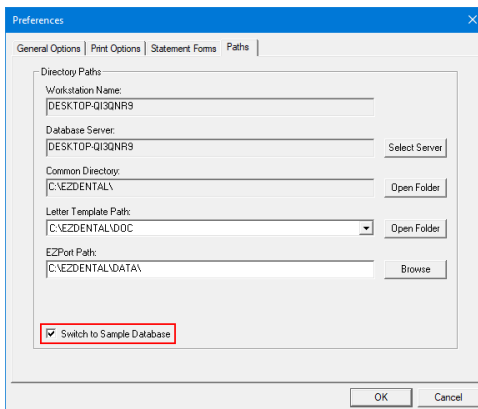 Preferences
General Options Print Options Statement Forms Paths
Directory Paths
Workstation Name:
DESKTOP-QI3QNR9
Database Server:
DESKTOP-QI3QNR9 Select Server
Common Directory:
C:\EZDENTAL\ Open Folder
Letter Template Path:
C:\EZDENTAL\DOC Open Folder
EZPort Path:
C:\EZDENTAL\DATA\ Browse
Switch to Sample Database
OK Cancel